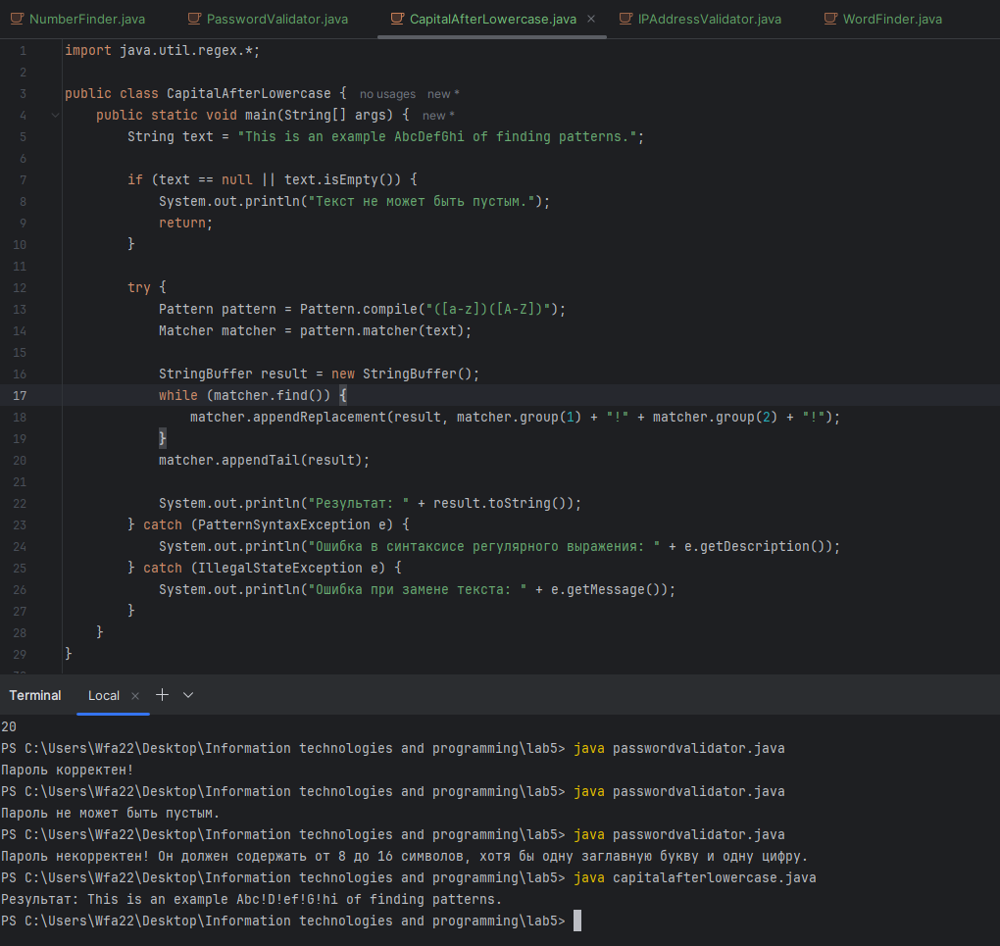 NumberFinder.java PasswordValidator.java CapitalAfterLowercase.java × IPAddressValidator.java WordFinder.java
1 import java.util.regex.*;
2
3 public class CapitalAfterLowercase { no usages new *
4 public static void main(String[] args) { new *
5 String text = "This is an example AbcDefGhi of finding patterns.";
6
7 if (text == null || text.isEmpty()) {
8 System.out.println("Текст не может быть пустым.");
9 return;
10 }
11
12 try {
13 Pattern pattern = Pattern.compile("([a-z])([A-Z])");
14 Matcher matcher = pattern.matcher(text);
15
16 StringBuffer result = new StringBuffer();
17 while (matcher.find()) {
18 matcher.appendReplacement(result, matcher.group(1) + "!" + matcher.group(2) + "!");
19 }
20 matcher.appendTail(result);
21
22 System.out.println("Результат: " + result.toString());
23 } catch (PatternSyntaxException e) {
24 System.out.println("Ошибка в синтаксисе регулярного выражения: " + e.getDescription());
25 } catch (IllegalStateException e) {
26 System.out.println("Ошибка при замене текста: " + e.getMessage());
27 }
28 }
29 }
Terminal Local × +
20
PS C:\Users\Wfa22\Desktop\Information technologies and programming\lab5> java passwordvalidator.java
Пароль корректен!
PS C:\Users\Wfa22\Desktop\Information technologies and programming\lab5> java passwordvalidator.java
Пароль не может быть пустым.
PS C:\Users\Wfa22\Desktop\Information technologies and programming\lab5> java passwordvalidator.java
Пароль некорректен! Он должен содержать от 8 до 16 символов, хотя бы одну заглавную букву и одну цифру.
PS C:\Users\Wfa22\Desktop\Information technologies and programming\lab5> java capitalafterlowercase.java
Результат: This is an example Abc!D!ef!G!hi of finding patterns.
PS C:\Users\Wfa22\Desktop\Information technologies and programming\lab5>